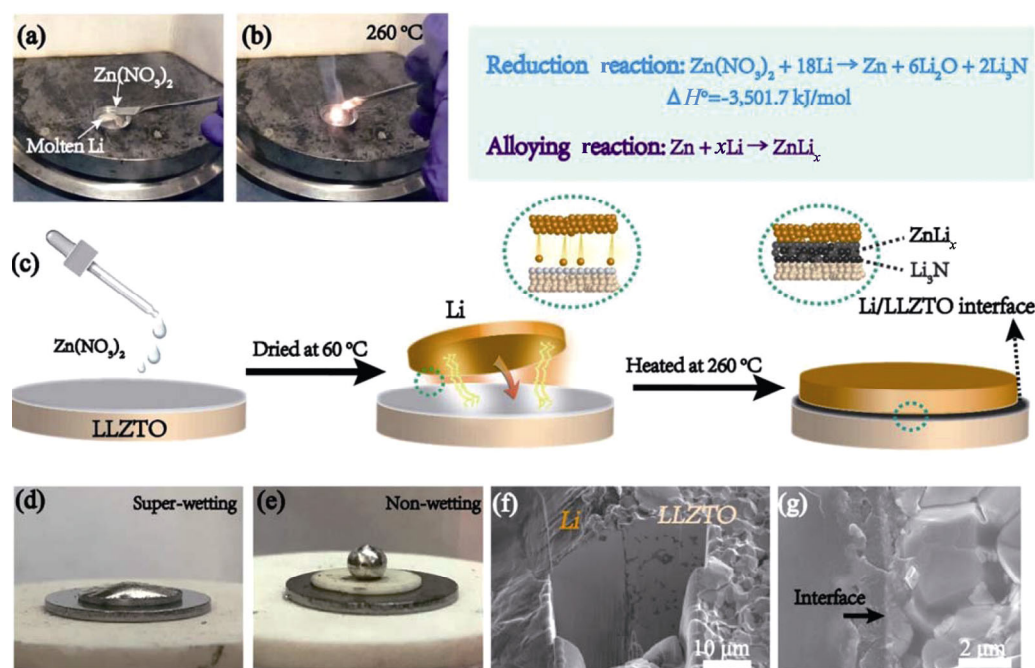 (a)
Zn(NO₃)₂
Molten Li
(b)
260 °C
Reduction reaction: Zn(NO₃)₂ + 18Li → Zn + 6Li₂O + 2Li₃N
ΔH°=-3,501.7 kJ/mol
Alloying reaction: Zn + xLi → ZnLiₓ
(c)
Zn(NO₃)₂
LLZTO
Dried at 60 °C
Li
Heated at 260 °C
ZnLiₓ
Li₃N
Li/LLZTO interface
(d)
Super-wetting
(e)
Non-wetting
(f)
Li
LLZTO
10 μm
(g)
Interface
2 μm